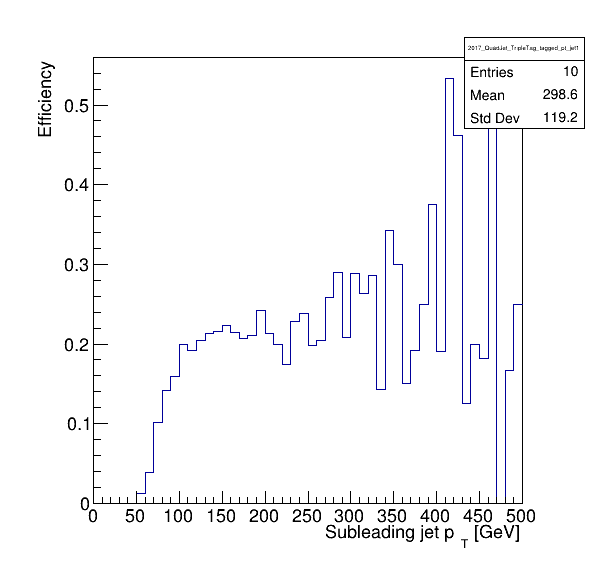 2017_QuadJet_TripleTag_tagged_pt_jet1
Entries 10
Mean 298.6
Std Dev 119.2
Efficiency
0.5
0.4
0.3
0.2
0.1
0
0 50 100 150 200 250 300 350 400 450 500
Subleading jet p T [GeV]